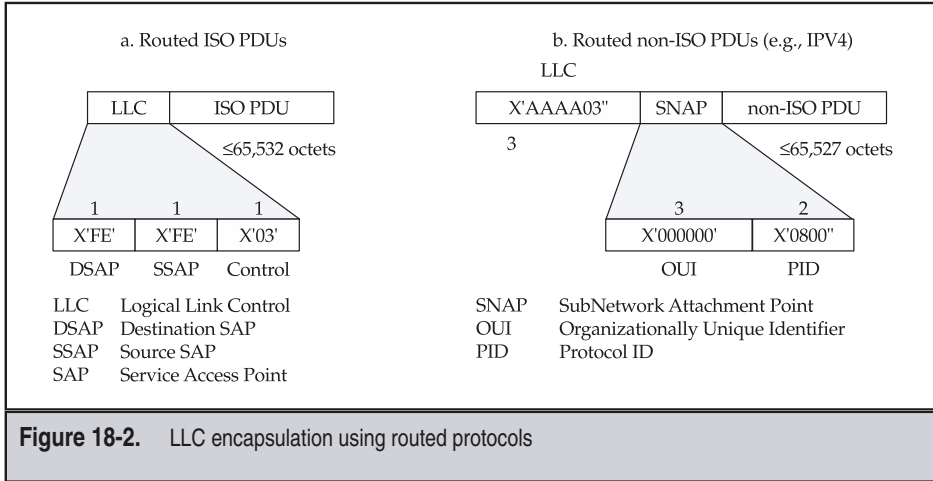 a. Routed ISO PDUs
LLC ISO PDU
≤65,532 octets
1 1 1
X'FE' X'FE' X'03'
DSAP SSAP Control
LLC Logical Link Control
DSAP Destination SAP
SSAP Source SAP
SAP Service Access Point
b. Routed non-ISO PDUs (e.g., IPV4)
LLC
X'AAAA03" SNAP non-ISO PDU
3 ≤65,527 octets
3 2
X'000000' X'0800"
OUI PID
SNAP SubNetwork Attachment Point
OUI Organizationally Unique Identifier
PID Protocol ID
Figure 18-2. LLC encapsulation using routed protocols